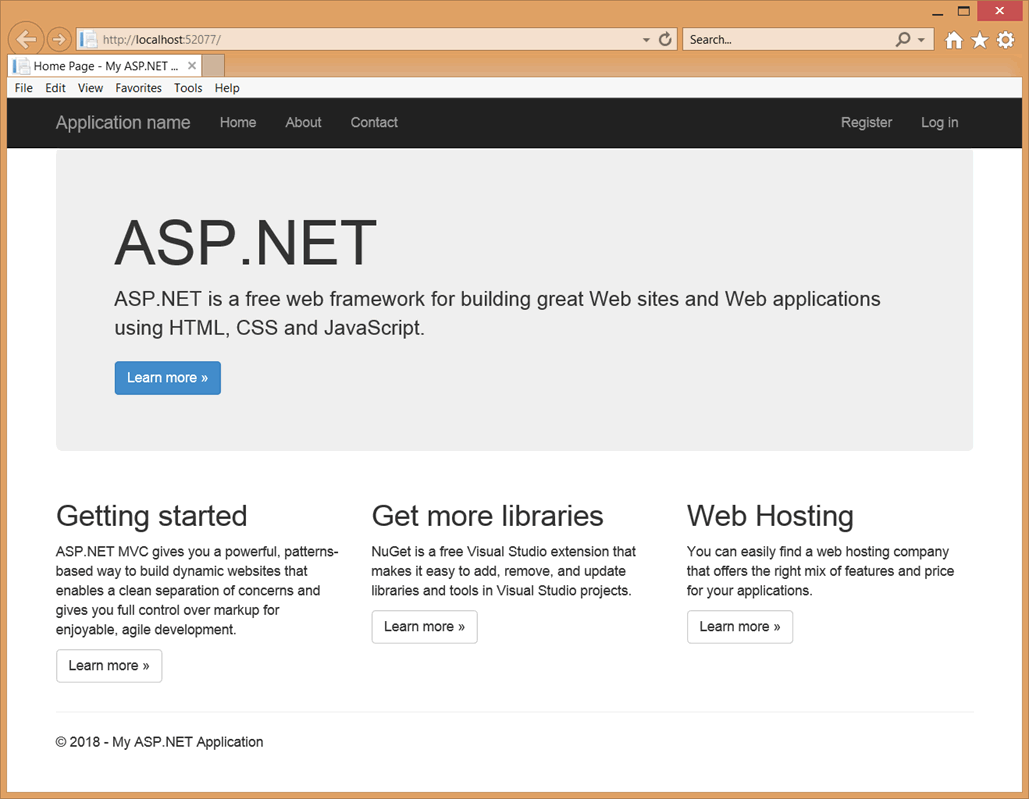 http://localhost:52077/
Search...
Home Page - My ASP.NET ...
File Edit View Favorites Tools Help
Application name Home About Contact Register Log in
ASP.NET
ASP.NET is a free web framework for building great Web sites and Web applications
using HTML, CSS and JavaScript.
Learn more »
Getting started
ASP.NET MVC gives you a powerful, patterns-
based way to build dynamic websites that
enables a clean separation of concerns and
gives you full control over markup for
enjoyable, agile development.
Learn more »
Get more libraries
NuGet is a free Visual Studio extension that
makes it easy to add, remove, and update
libraries and tools in Visual Studio projects.
Learn more »
Web Hosting
You can easily find a web hosting company
that offers the right mix of features and price
for your applications.
Learn more »
© 2018 - My ASP.NET Application